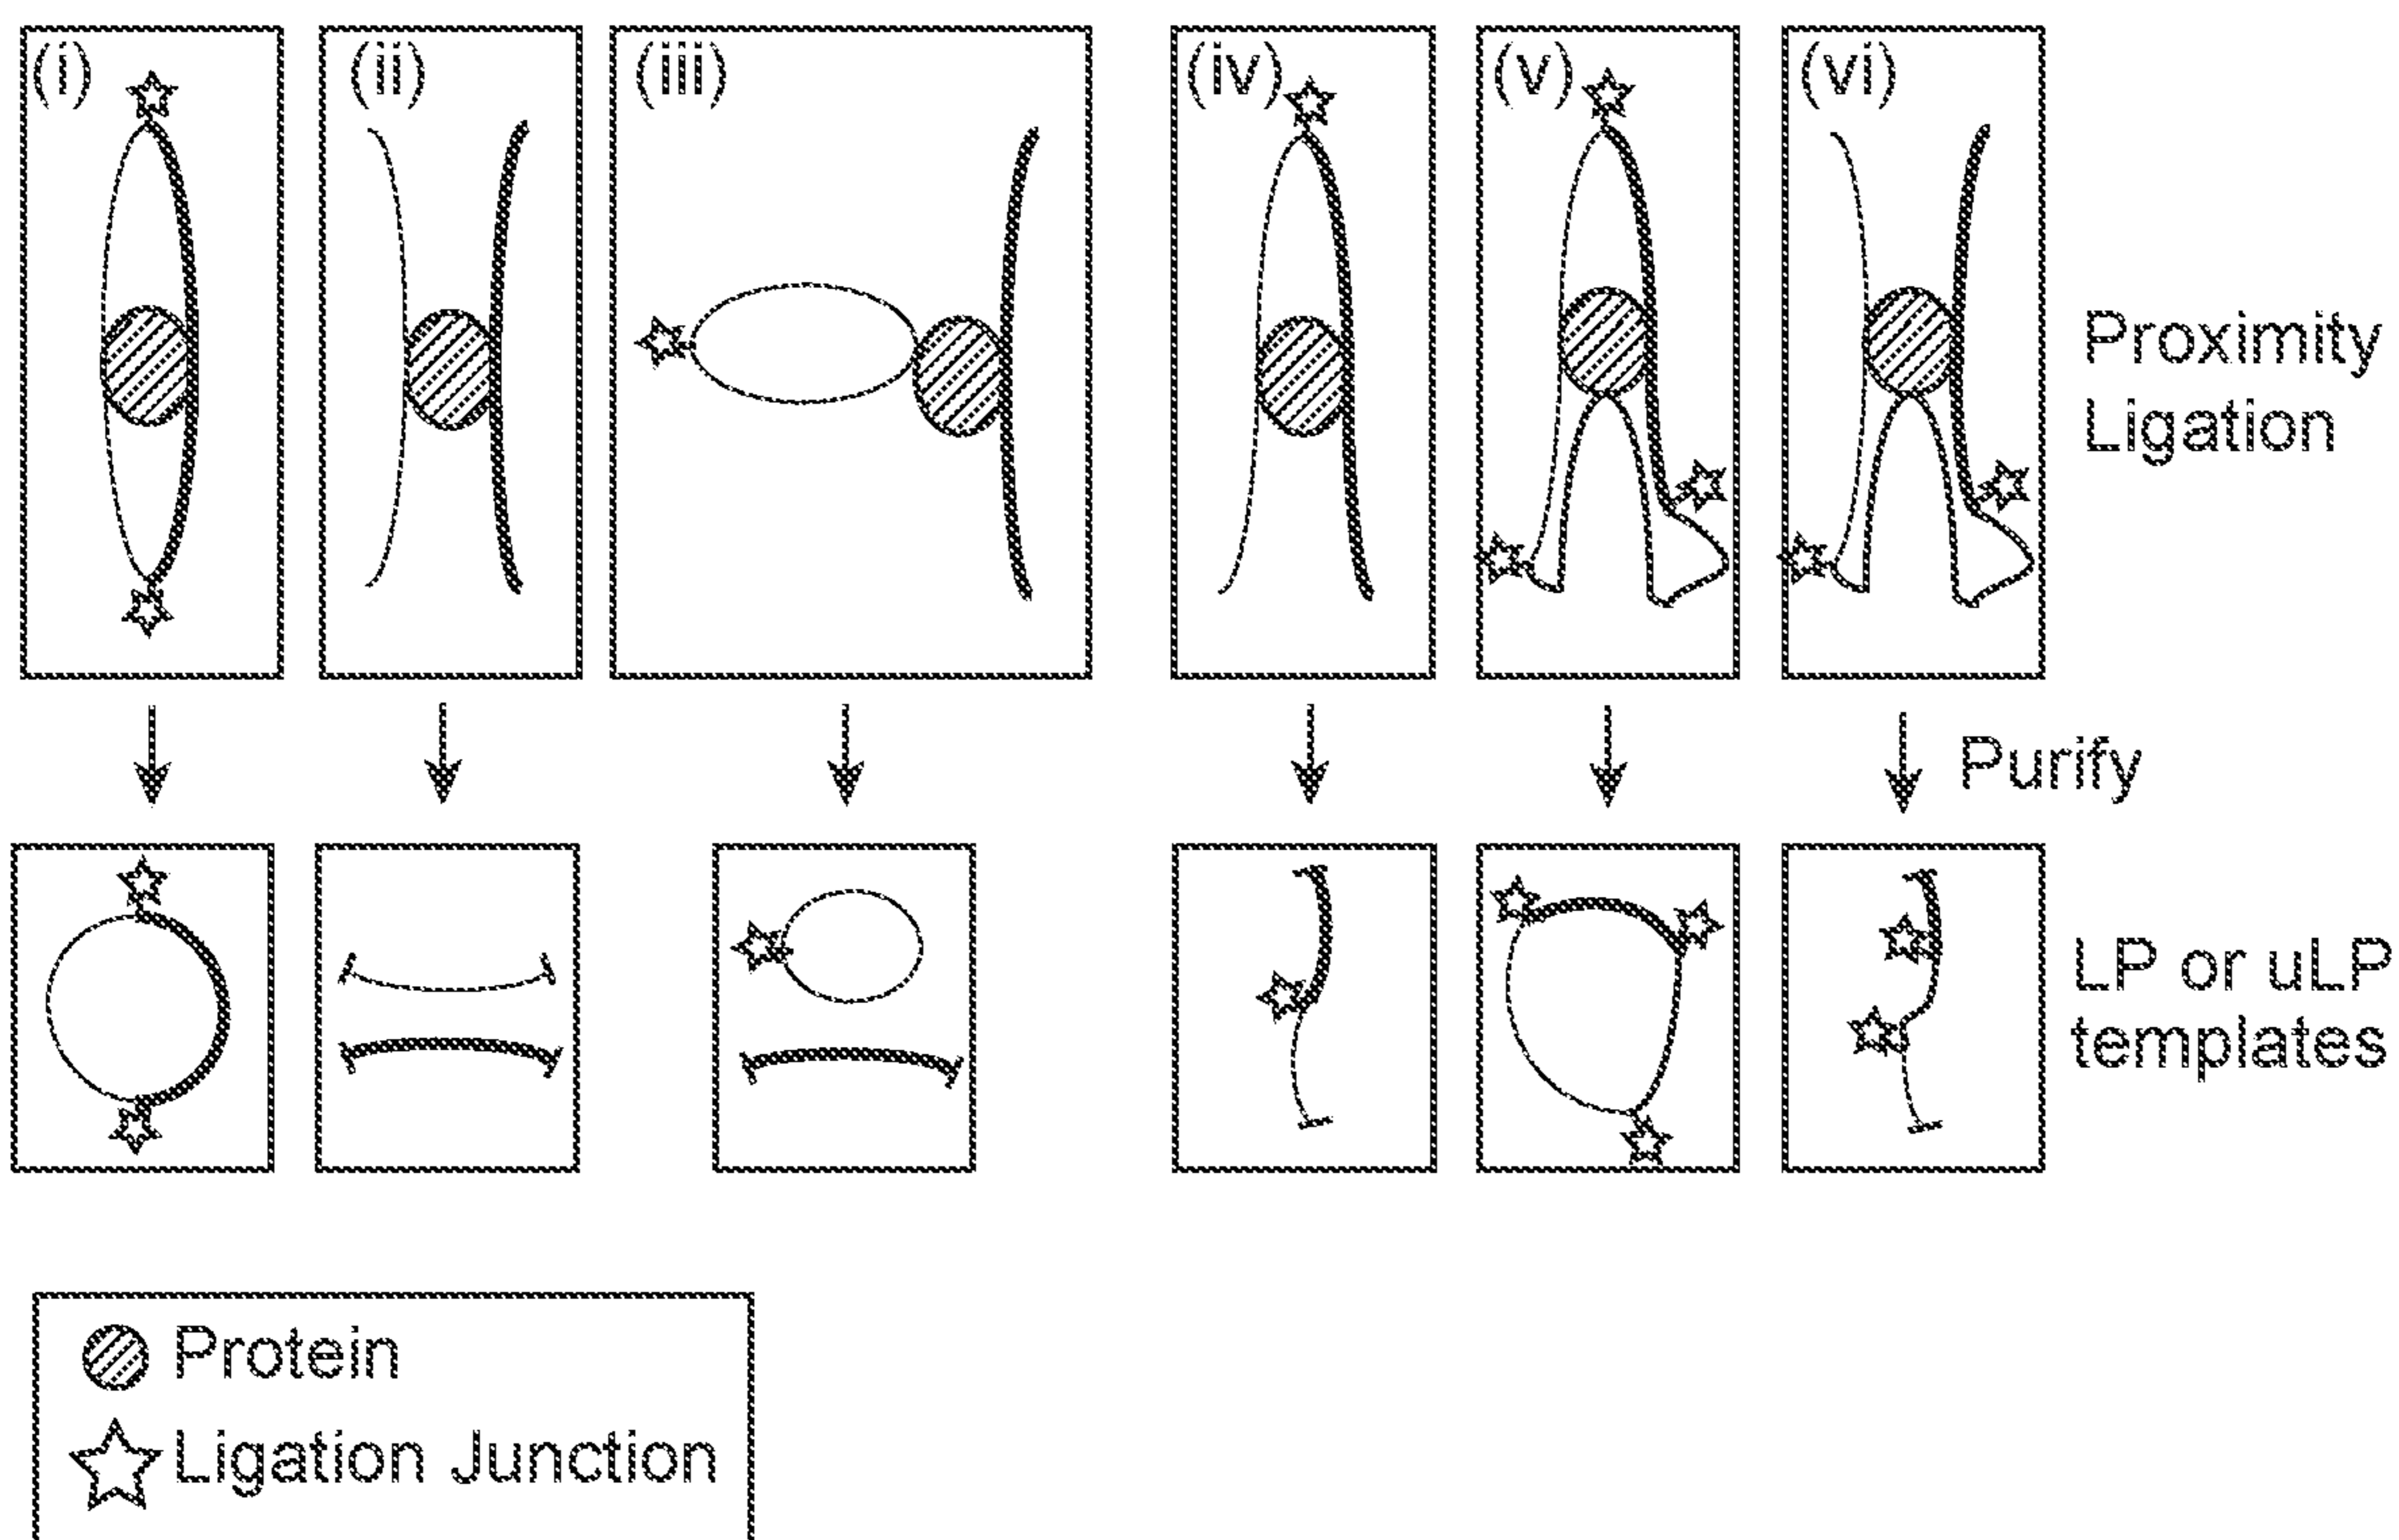 (i)
(ii)
(iii)
(iv)
(v)
(vi)
Proximity
Ligation
Purify
LP or uLP
templates
Protein
Ligation Junction